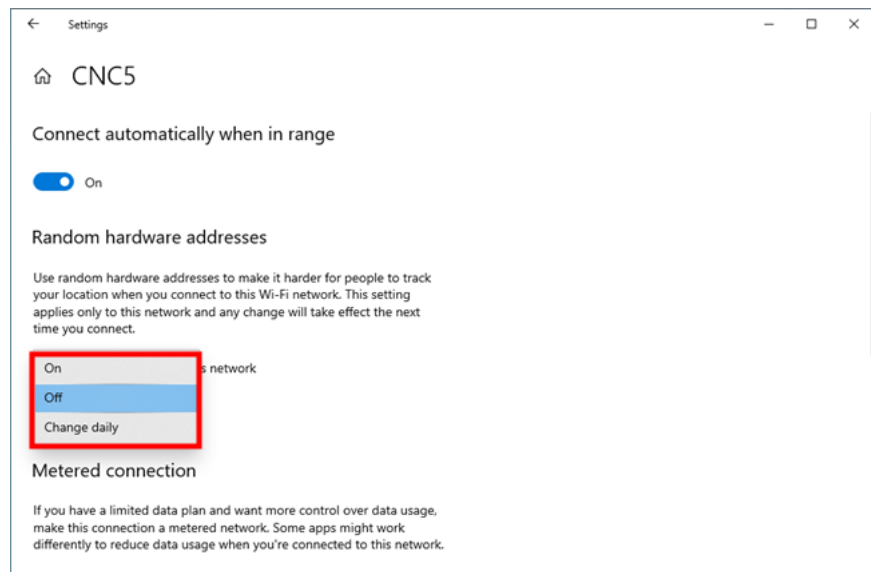 Settings
CNC5
Connect automatically when in range
On
Random hardware addresses
Use random hardware addresses to make it harder for people to track
your location when you connect to this Wi-Fi network. This setting
applies only to this network and any change will take effect the next
time you connect.
On
s network
Off
Change daily
Metered connection
If you have a limited data plan and want more control over data usage,
make this connection a metered network. Some apps might work
differently to reduce data usage when you're connected to this network.